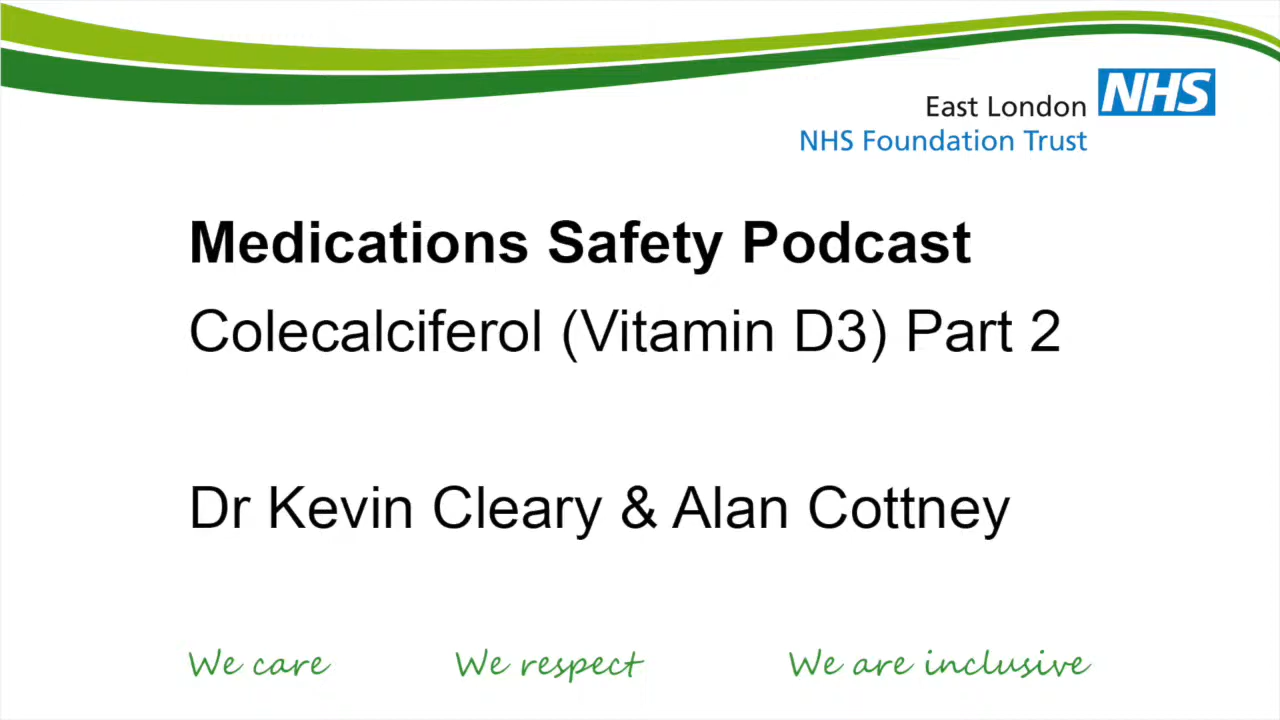 East London NHS
NHS Foundation Trust
Medications Safety Podcast
Colecalciferol (Vitamin D3) Part 2
Dr Kevin Cleary & Alan Cottney
We care We respect We are inclusive